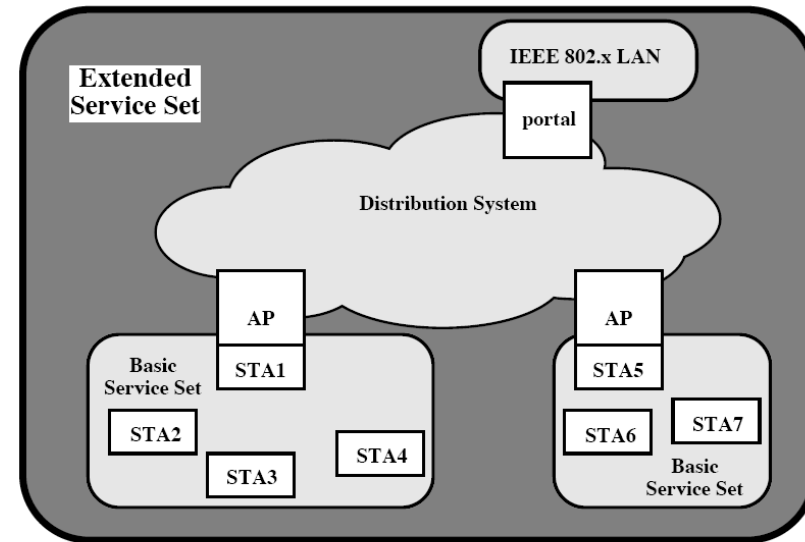 IEEE 802.x LAN
Extended
Service Set
portal
Distribution System
AP
AP
Basic
Service Set
STA1
STA5
STA2
STA3
STA4
STA6
STA7
Basic
Service Set